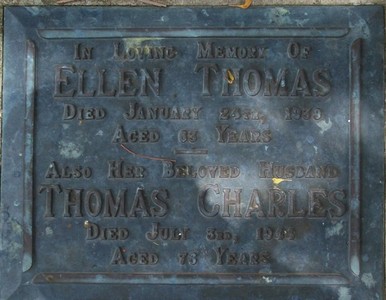 In Loving Memory Of
Ellen Thomas
Died January
Aged Years
Also Her Beloved Husband
Thomas Charles
Died July 3rd,
Aged Years